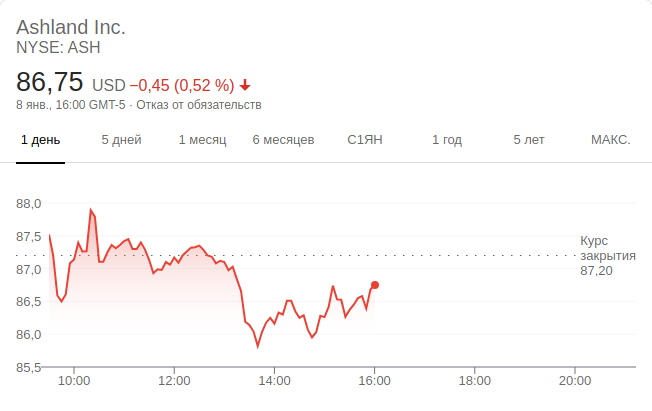 Ashland Inc.
NYSE: ASH
86,75 USD −0,45 (0,52 %)
8 янв., 16:00 GMT-5 · Отказ от обязательств
1 день 5 дней 1 месяц 6 месяцев С1ЯН 1 год 5 лет МАКС.
88,0
87,5
Курс
закрытия
87,20
87,0
86,5
86,0
85,5
10:00 12:00 14:00 16:00 18:00 20:00